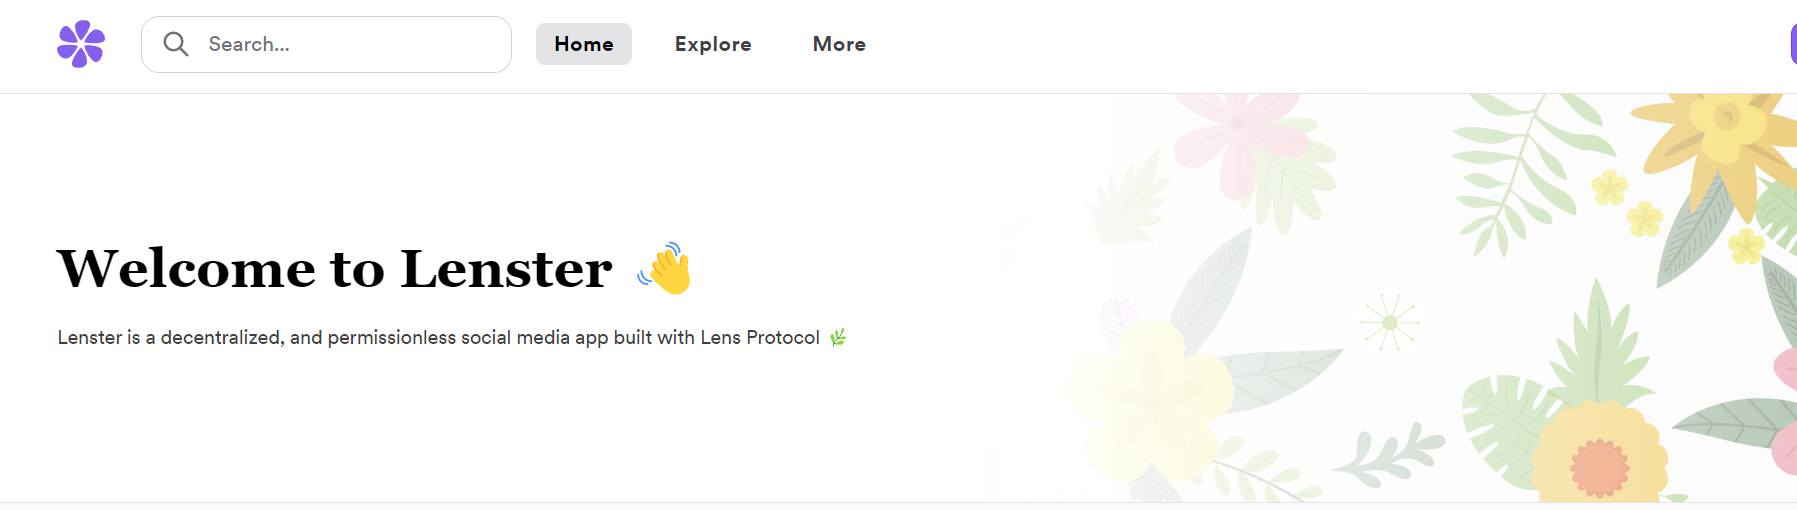 Search...
Home
Explore
More
Welcome to Lenster 👋
Lenster is a decentralized, and permissionless social media app built with Lens Protocol 🌿